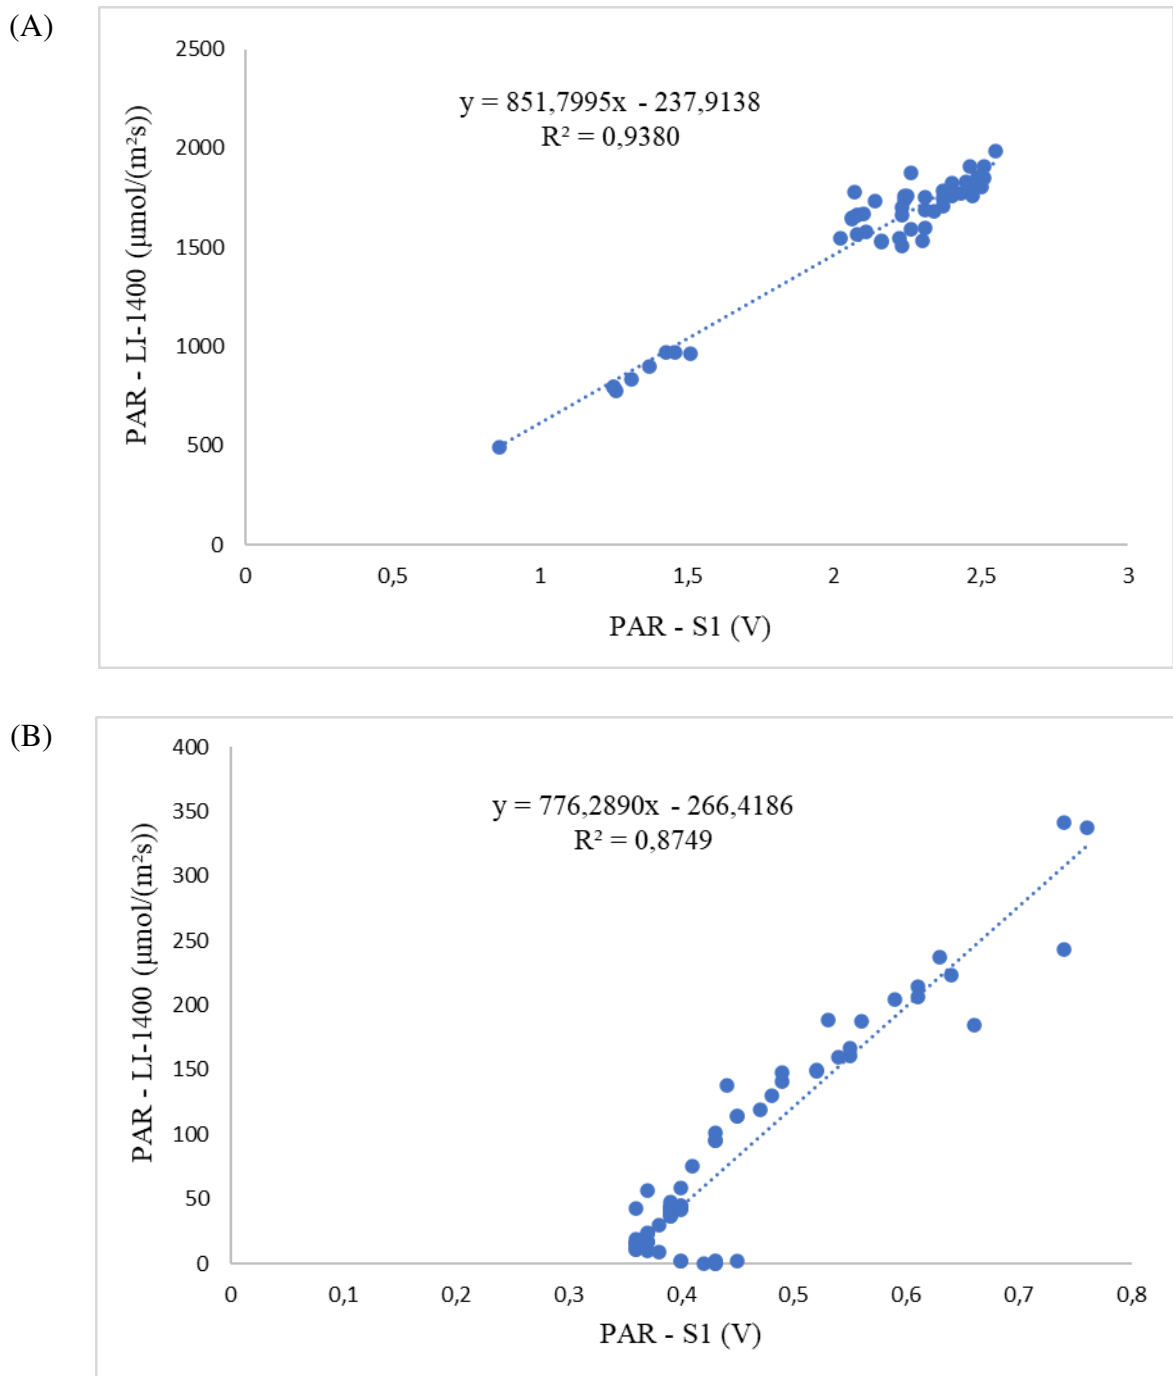 (A)
2500
2000
1500
1000
500
0
y = 851,7995x - 237,9138
R² = 0,9380
PAR - LI-1400 (µmol/(m²s))
0 0,5 1 1,5 2 2,5 3
PAR - S1 (V)
(B)
400
350
300
250
200
150
100
50
0
y = 776,2890x - 266,4186
R² = 0,8749
PAR - LI-1400 (µmol/(m²s))
0 0,1 0,2 0,3 0,4 0,5 0,6 0,7 0,8
PAR - S1 (V)